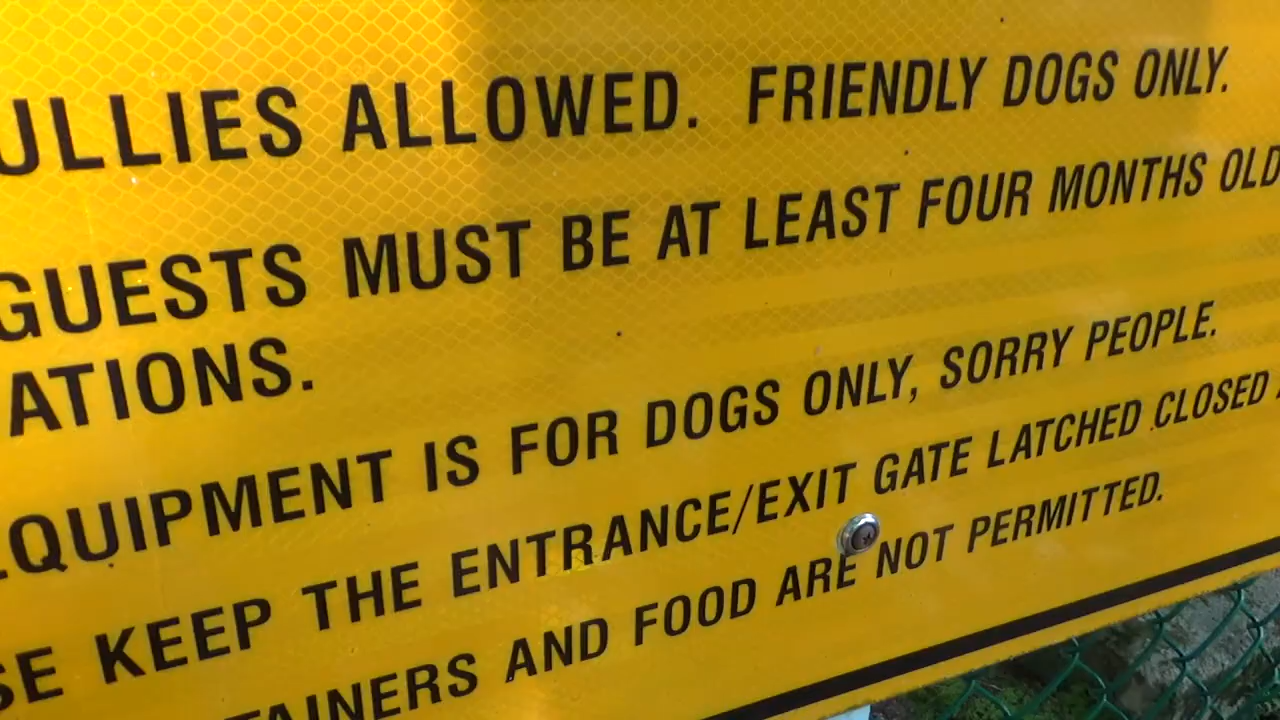 ULLIES ALLOWED. FRIENDLY DOGS ONLY.
GUESTS MUST BE AT LEAST FOUR MONTHS OLD
ATIONS.
EQUIPMENT IS FOR DOGS ONLY, SORRY PEOPLE.
SE KEEP THE ENTRANCE/EXIT GATE LATCHED CLOSED
TAINERS AND FOOD ARE NOT PERMITTED.